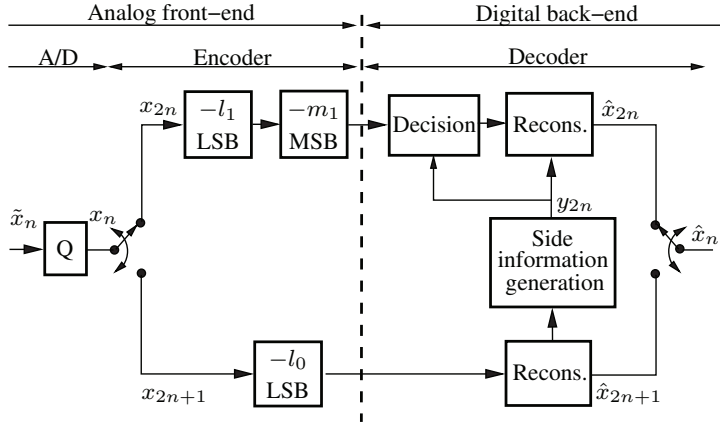 Analog front−end
Digital back−end
A/D
Encoder
Decoder
x_{2n}
−l_1
LSB
−m_1
MSB
Decision
Recons.
x̂_{2n}
y_{2n}
x̃_n
Q
x_n
Side
information
generation
x̂_n
x_{2n+1}
−l_0
LSB
Recons.
x̂_{2n+1}